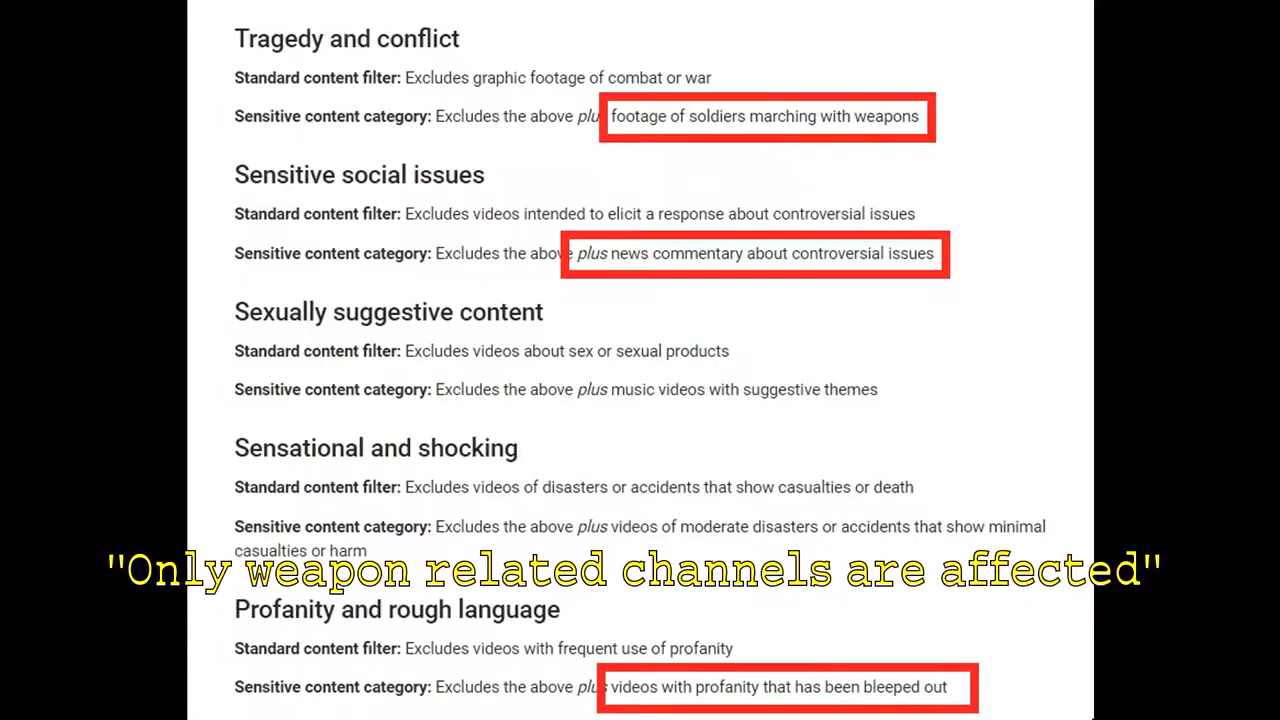 Tragedy and conflict
Standard content filter: Excludes graphic footage of combat or war
Sensitive content category: Excludes the above plus footage of soldiers marching with weapons
Sensitive social issues
Standard content filter: Excludes videos intended to elicit a response about controversial issues
Sensitive content category: Excludes the above plus news commentary about controversial issues
Sexually suggestive content
Standard content filter: Excludes videos about sex or sexual products
Sensitive content category: Excludes the above plus music videos with suggestive themes
Sensational and shocking
Standard content filter: Excludes videos of disasters or accidents that show casualties or death
Sensitive content category: Excludes the above plus videos of moderate disasters or accidents that show minimal
casualties or harm
"Only weapon related channels are affected"
Profanity and rough language
Standard content filter: Excludes videos with frequent use of profanity
Sensitive content category: Excludes the above plus videos with profanity that has been bleeped out